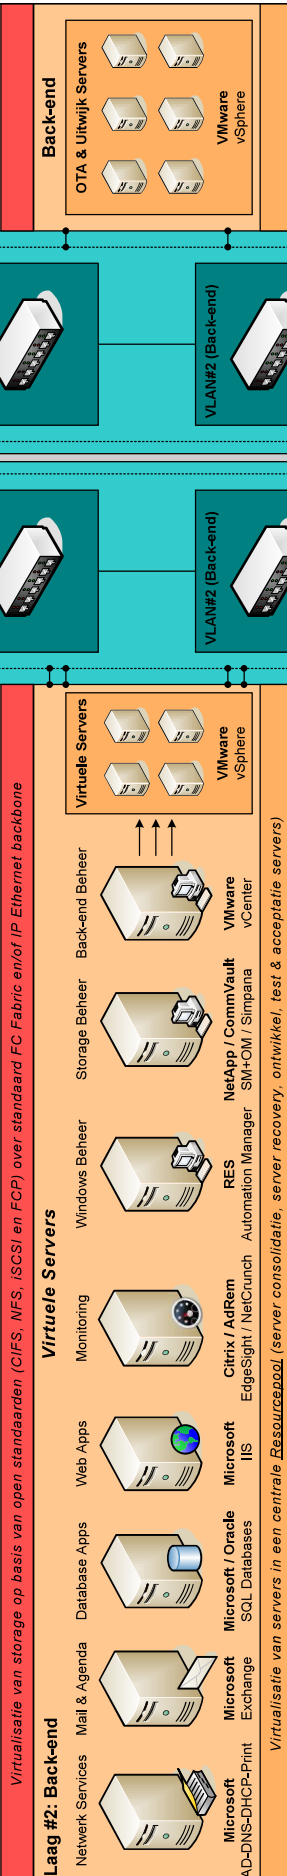 Virtualisatie van storage op basis van open standaarden (CIFS, NFS, iSCSI en FCP) over standaard FC Fabric en/of IP Ethernet backbone
Laag #2: Back-end
Virtuele Servers
Back-end
Netwerk Services
Mail & Agenda
Database Apps
Web Apps
Monitoring
Windows Beheer
Storage Beheer
Back-end Beheer
Virtuele Servers
OTA & Uitwijk Servers
Microsoft
AD-DNS-DHCP-Print
Microsoft
Exchange
Microsoft / Oracle
SQL Databases
Microsoft
IIS
Citrix / AdRem
EdgeSight / NetCrunch
RES
Automation Manager
NetApp / CommVault
SM+OM / Simpana
VMware
vCenter
VMware
vSphere
VLAN#2 (Back-end)
VLAN#2 (Back-end)
VMware
vSphere
Virtualisatie van servers in een centrale Resourcepool (server consolidatie, server recovery, ontwikkel, test & acceptatie servers)